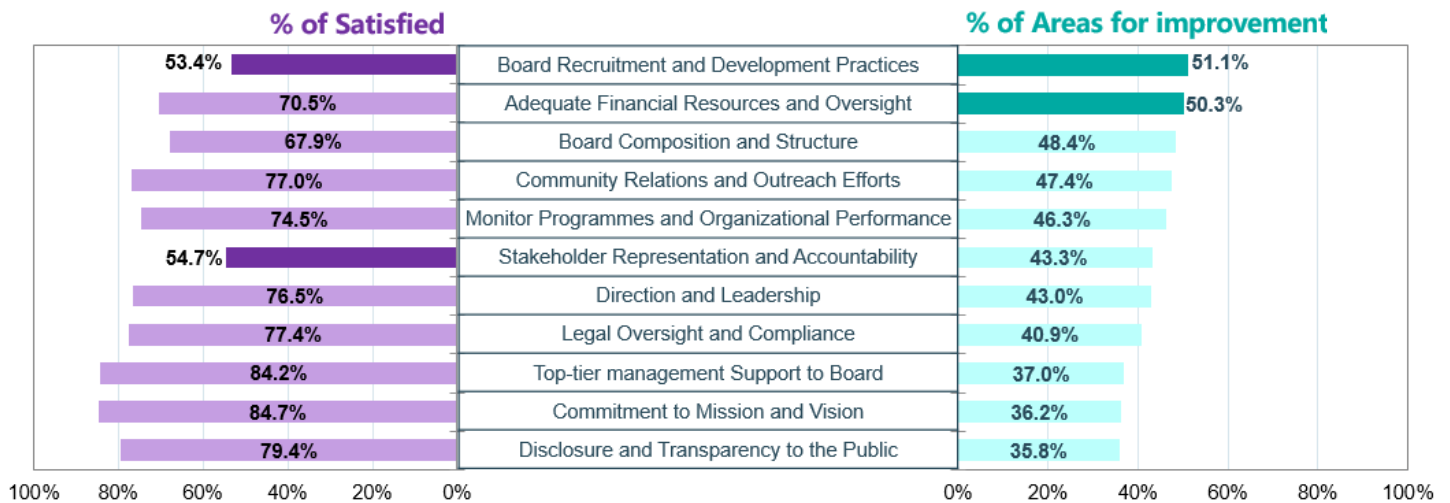 % of Satisfied % of Areas for improvement
53.4% Board Recruitment and Development Practices 51.1%
70.5% Adequate Financial Resources and Oversight 50.3%
67.9% Board Composition and Structure 48.4%
77.0% Community Relations and Outreach Efforts 47.4%
74.5% Monitor Programmes and Organizational Performance 46.3%
54.7% Stakeholder Representation and Accountability 43.3%
76.5% Direction and Leadership 43.0%
77.4% Legal Oversight and Compliance 40.9%
84.2% Top-tier management Support to Board 37.0%
84.7% Commitment to Mission and Vision 36.2%
79.4% Disclosure and Transparency to the Public 35.8%
100% 80% 60% 40% 20% 0% 0% 20% 40% 60% 80% 100%